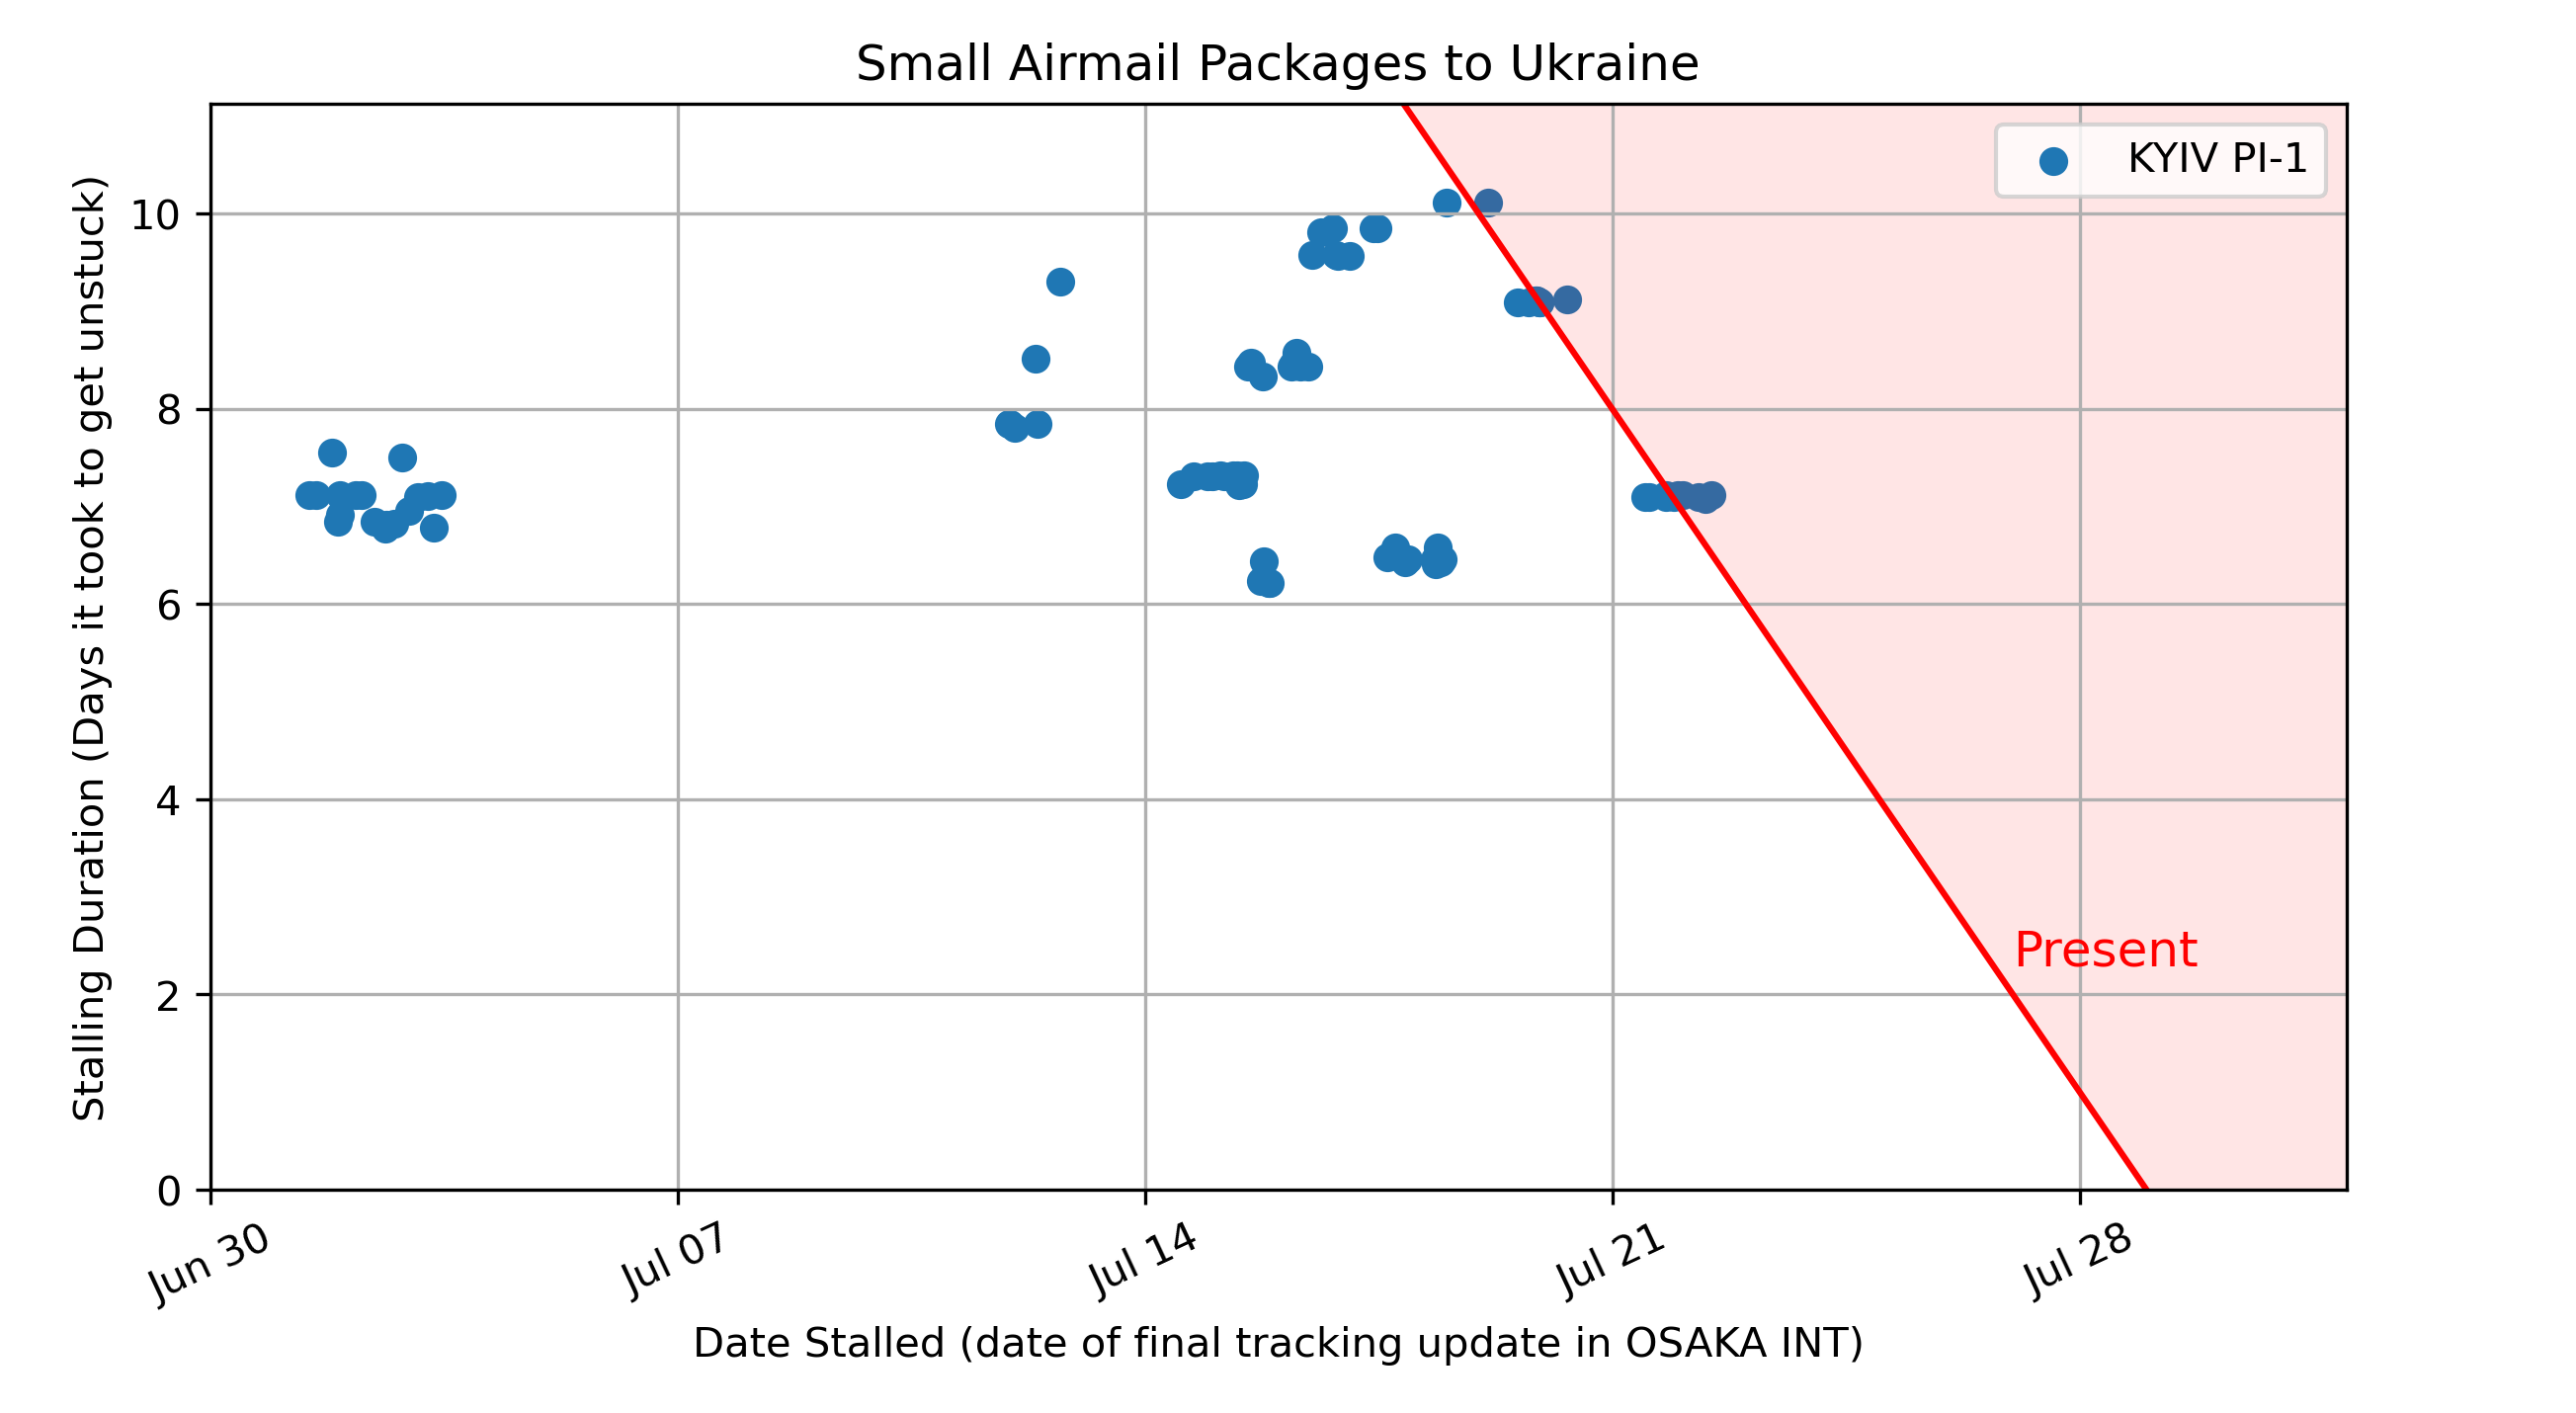 Small Airmail Packages to Ukraine
KYIV PI-1
Stalling Duration (Days it took to get unstuck)
10
8
6
4
2
0
Present
Jun 30
Jul 07
Jul 14
Jul 21
Jul 28
Date Stalled (date of final tracking update in OSAKA INT)